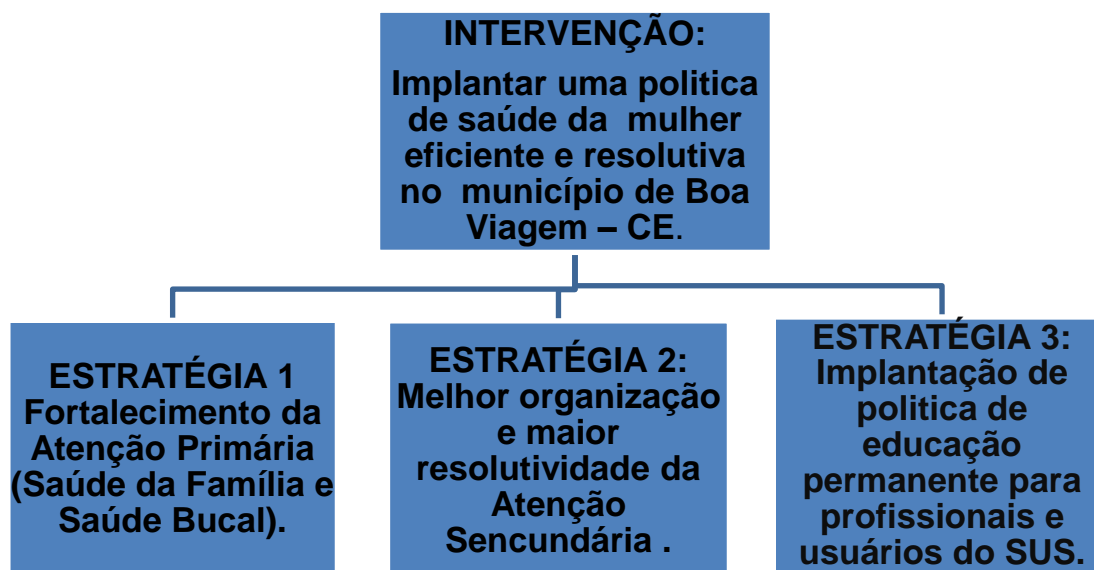 INTERVENÇÃO:
Implantar uma politica
de saúde da mulher
eficiente e resolutiva
no município de Boa
Viagem – CE.
ESTRATÉGIA 1
Fortalecimento da
Atenção Primária
(Saúde da Família e
Saúde Bucal).
ESTRATÉGIA 2:
Melhor organização
e maior
resolutividade da
Atenção
Sencundária .
ESTRATÉGIA 3:
Implantação de
politica de
educação
permanente para
profissionais e
usuários do SUS.